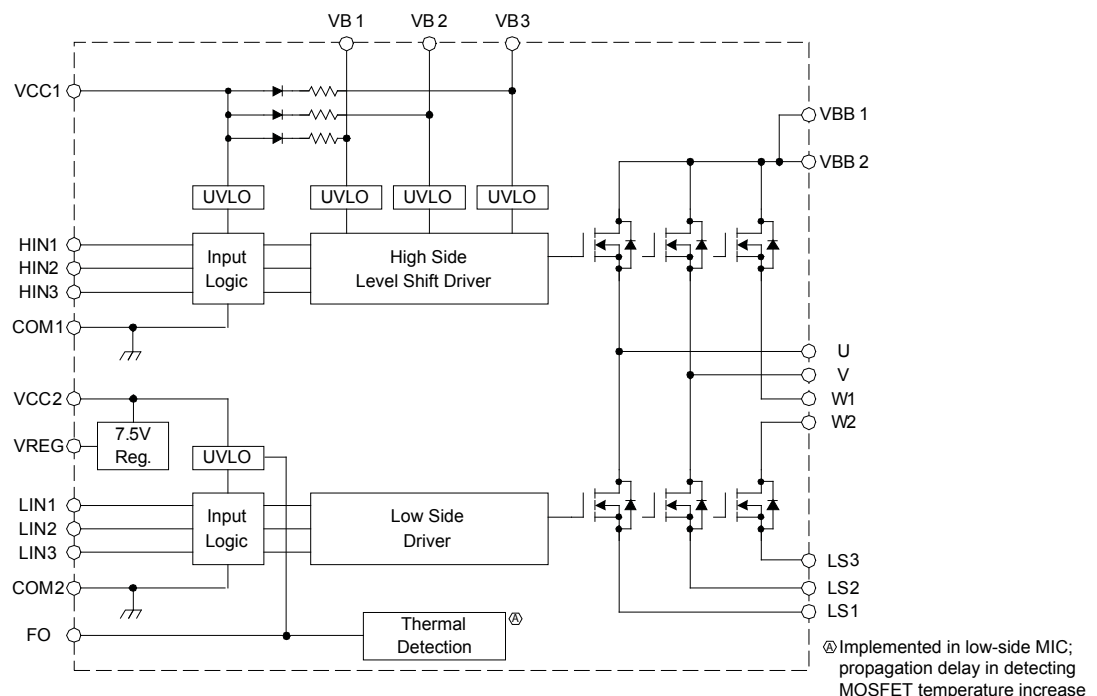 VB 1
VB 2
VB3
VCC1
VBB 1
VBB 2
UVLO
UVLO
UVLO
UVLO
HIN1
HIN2
HIN3
Input
Logic
High Side
Level Shift Driver
COM1
U
V
W1
W2
VCC2
VREG
7.5V
Reg.
UVLO
LIN1
LIN2
LIN3
Input
Logic
Low Side
Driver
COM2
LS3
LS2
LS1
FO
Thermal
Detection
Ⓐ
Ⓐ Implemented in low-side MIC;
propagation delay in detecting
MOSFET temperature increase